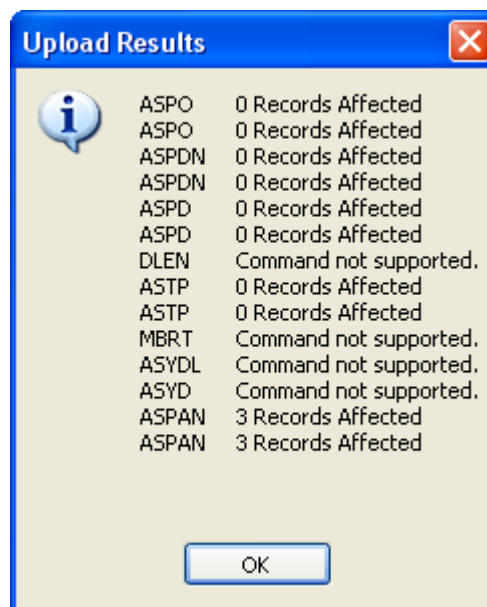 Upload Results
ASPO 0 Records Affected
ASPO 0 Records Affected
ASPDN 0 Records Affected
ASPDN 0 Records Affected
ASPD 0 Records Affected
ASPD 0 Records Affected
DLEN Command not supported.
ASTP 0 Records Affected
ASTP 0 Records Affected
MBRT Command not supported.
ASYDL Command not supported.
ASYD Command not supported.
ASPAN 3 Records Affected
ASPAN 3 Records Affected
OK